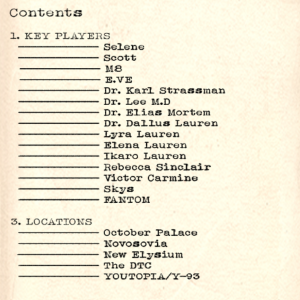 Contents
1. KEY PLAYERS
Selene
Scott
M8
E.VE
Dr. Karl Strassman
Dr. Lee M.D
Dr. Elias Mortem
Dr. Dallus Lauren
Lyra Lauren
Elena Lauren
Ikaro Lauren
Rebecca Sinclair
Victor Carmine
Skys
FANTOM
3. LOCATIONS
October Palace
Novosovia
New Elysium
The DTC
YOUTOPIA/Y-93